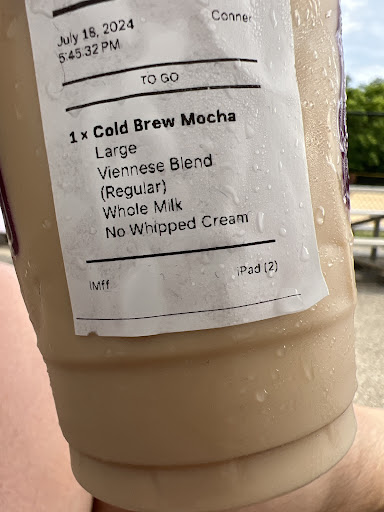 Conner
July 18, 2024
5:45:32 PM
TO GO
1 x Cold Brew Mocha
Large
Viennese Blend
(Regular)
Whole Milk
No Whipped Cream
iMff
iPad (2)